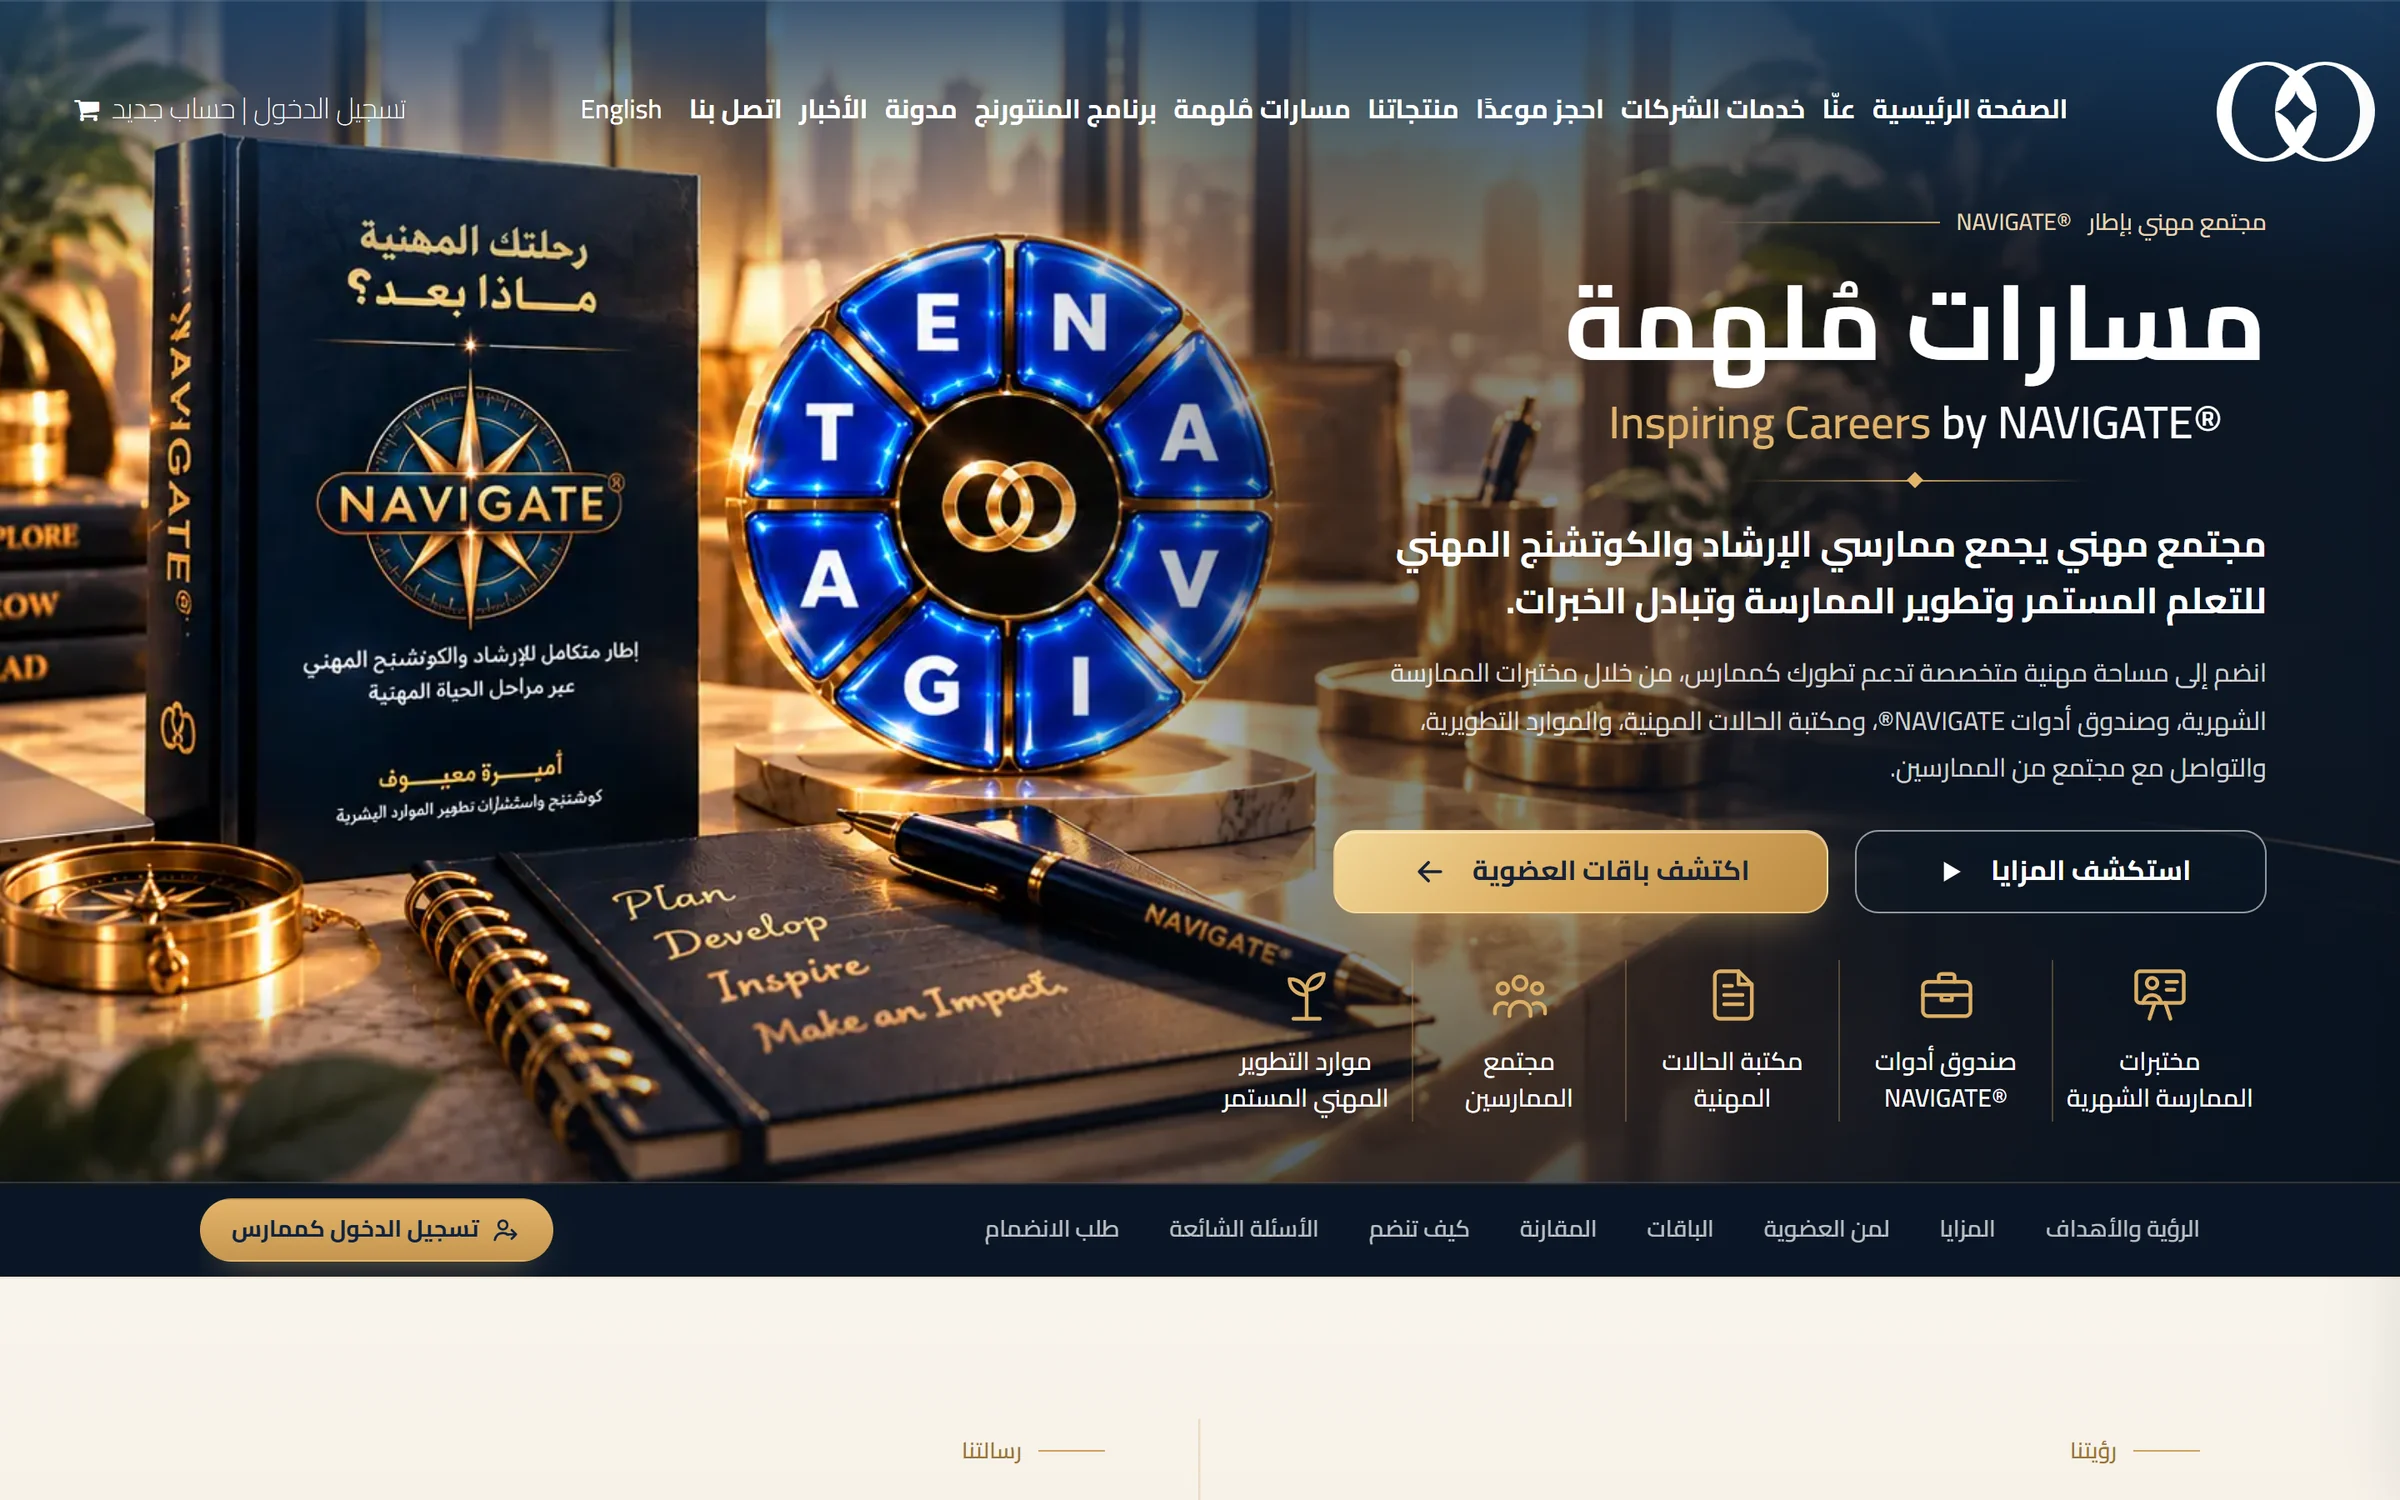 الصفحة الرئيسية عنّا خدمات الشركات احجز موعدًا منتجاتنا مسارات مُلهمة برنامج المنتورنج مدونة الأخبار اتصل بنا English
تسجيل الدخول | حساب جديد
مجتمع مهني بإطار NAVIGATE®
مسارات مُلهمة
Inspiring Careers by NAVIGATE®
مجتمع مهني يجمع ممارسي الإرشاد والكوتشنج المهني
للتعلم المستمر وتطوير الممارسة وتبادل الخبرات.
انضم إلى مساحة مهنية متخصصة تدعم تطورك كممارس، من خلال مختبرات الممارسة
الشهرية، وصندوق أدوات NAVIGATE®، ومكتبة الحالات المهنية، والموارد التطويرية،
والتواصل مع مجتمع من الممارسين.
استكشف المزايا
اكتشف باقات العضوية
مختبرات
الممارسة الشهرية
صندوق أدوات
NAVIGATE®
مكتبة الحالات
المهنية
مجتمع
الممارسين
موارد التطوير
المهني المستمر
N
A
V
I
G
A
T
E
رحلتك المهنية
مــاذا بعـد؟
NAVIGATE®
إطار متكامل للإرشاد والكوتشنج المهني
عبر مراحل الحياة المهنية
أميـــرة معيـــوف
كوتشنج واستشارات تطوير الموارد البشرية
NAVIGATE®
PLORE
ROW
EAD
Plan
Develop
Inspire
Make an Impact.
NAVIGATE®
الرؤية والأهداف المزايا لمن العضوية الباقات المقارنة كيف تنضم الأسئلة الشائعة طلب الانضمام
تسجيل الدخول كممارس
رؤيتنا
رسالتنا